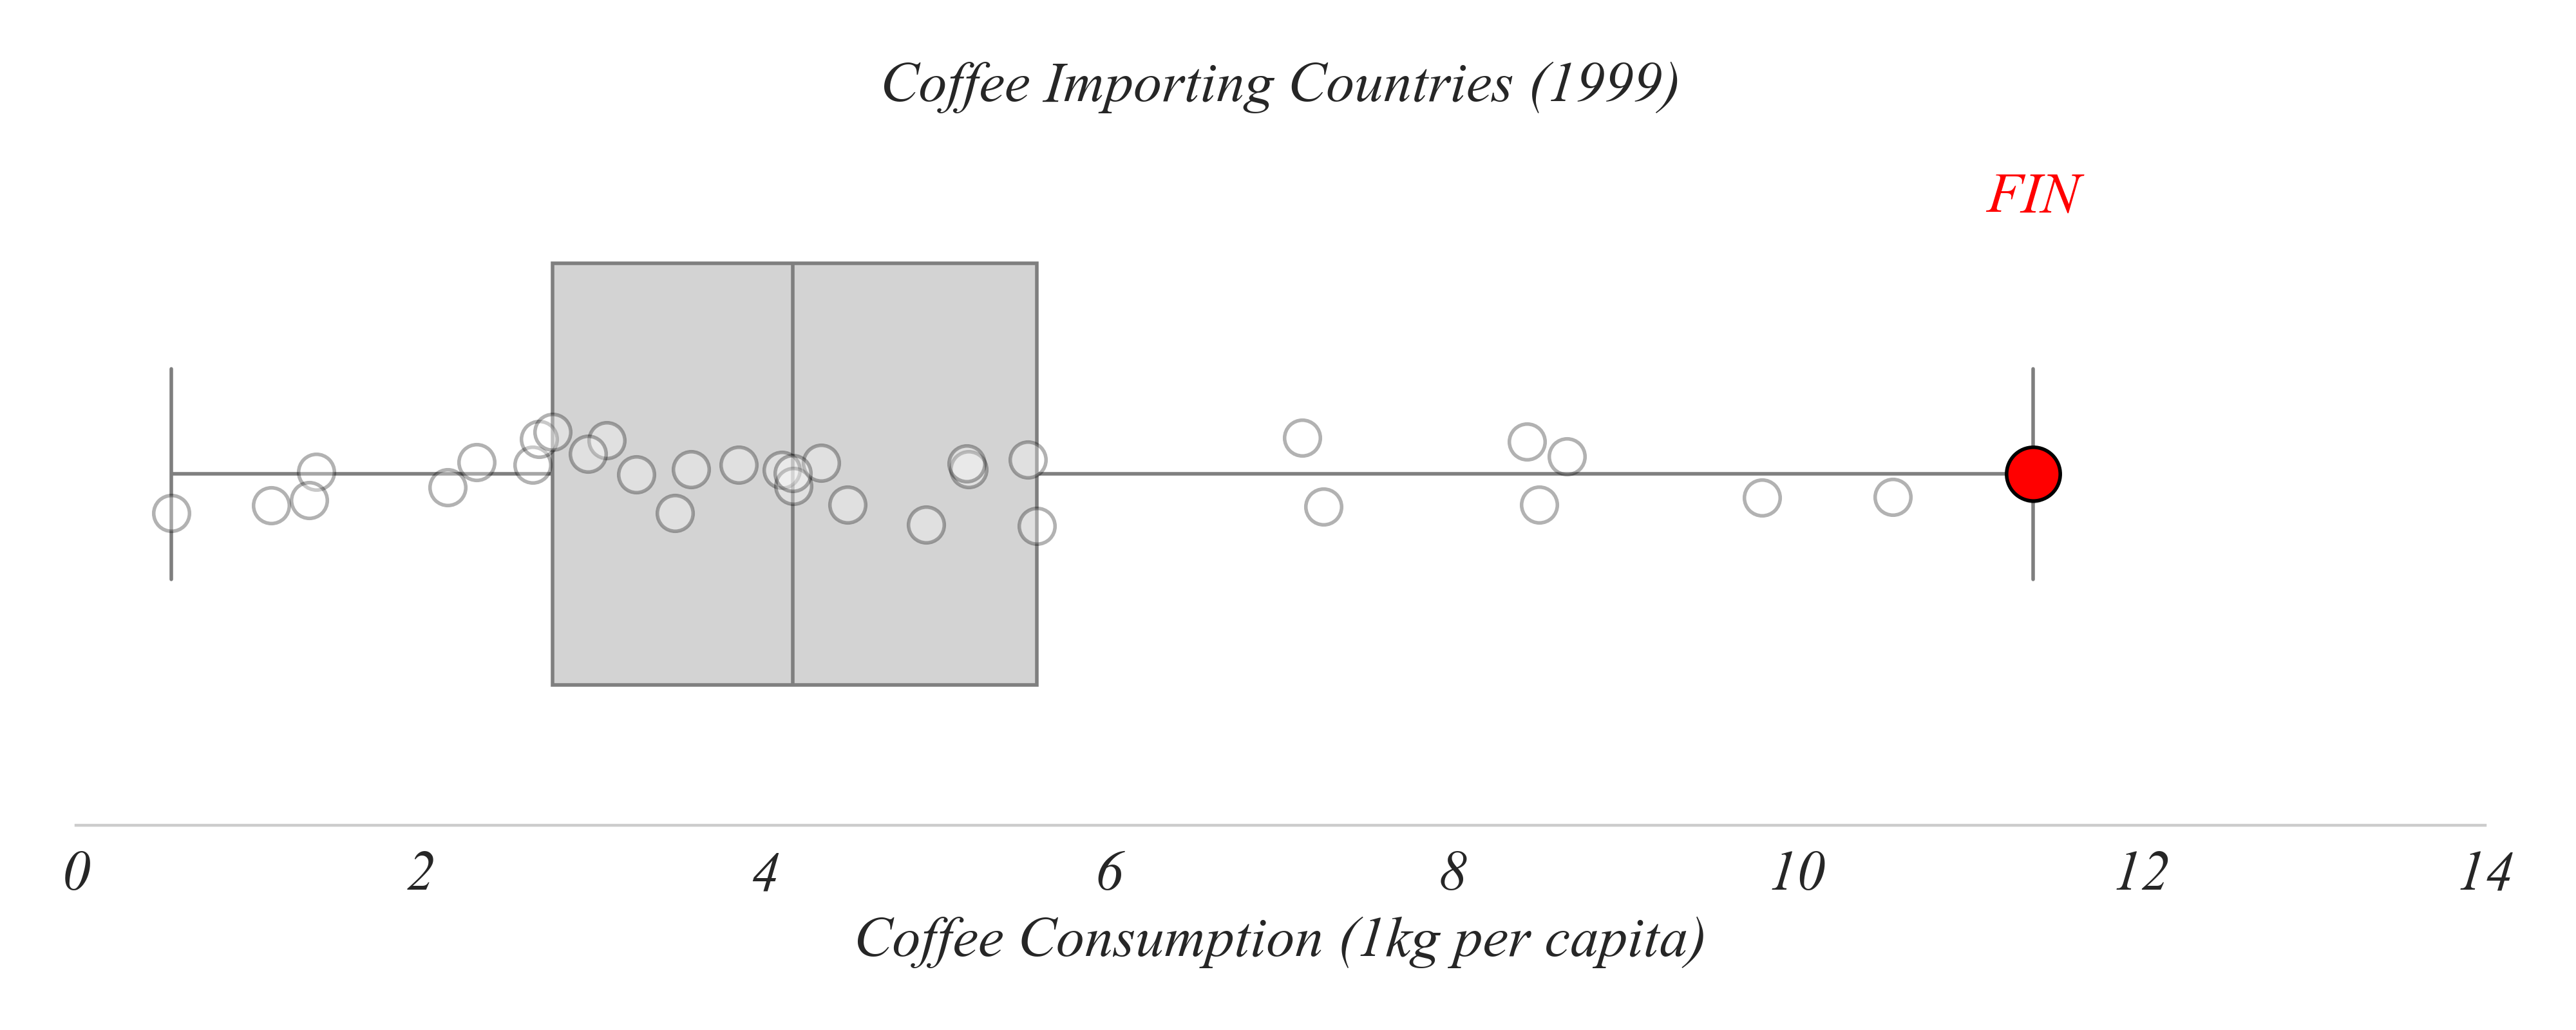 Coffee Importing Countries (1999)
FIN
0 2 4 6 8 10 12 14
Coffee Consumption (1kg per capita)